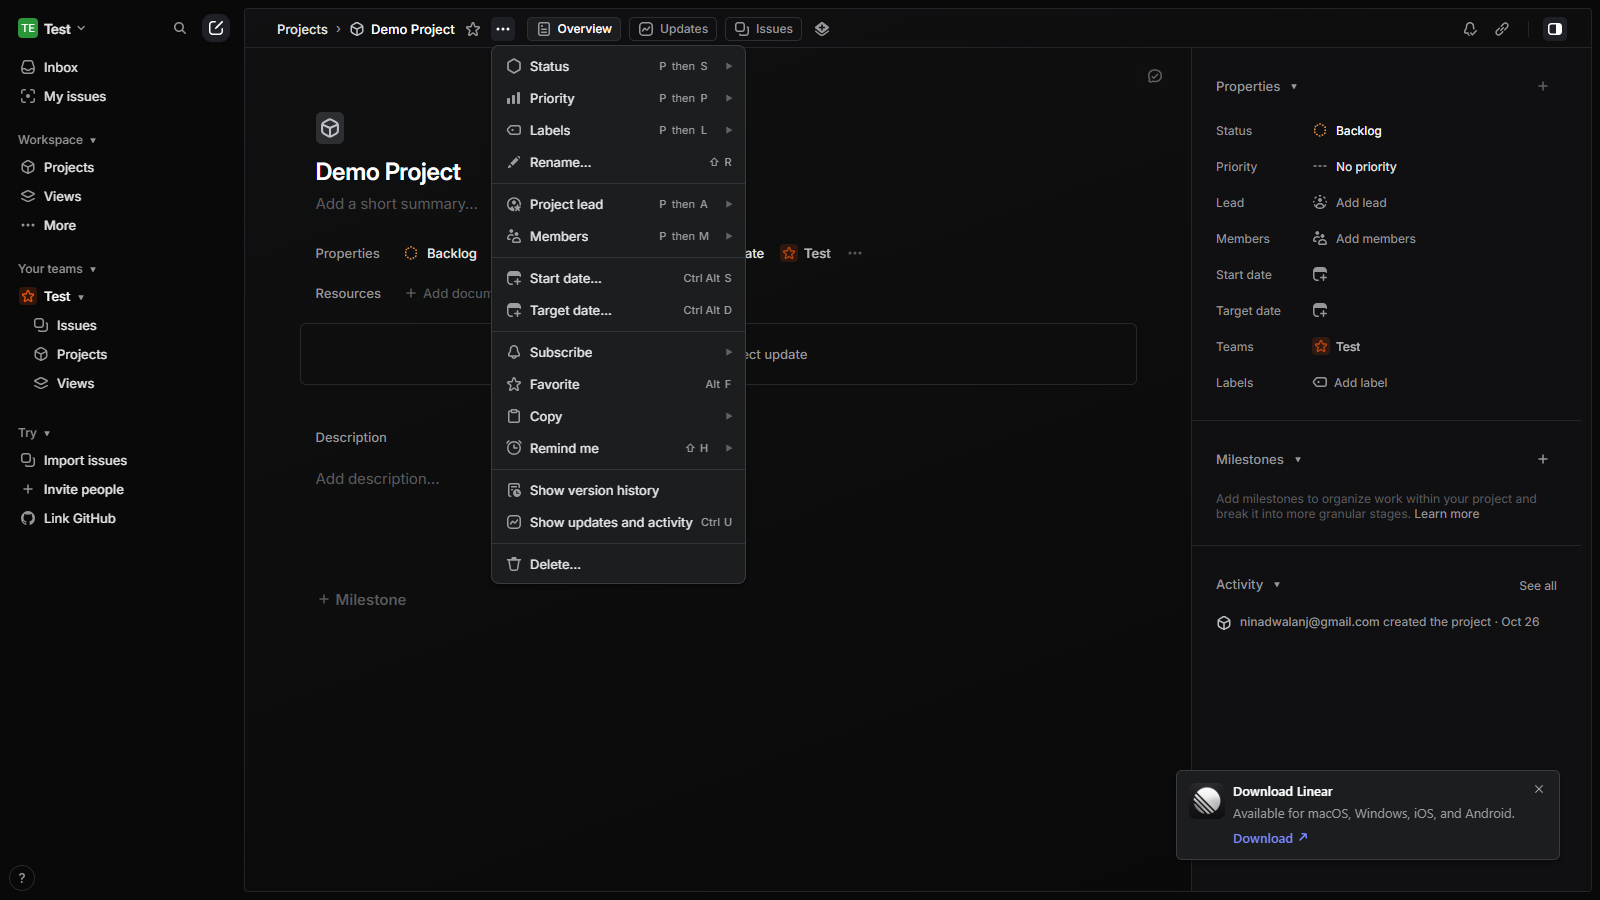 TE Test
Inbox
My issues
Workspace
Projects
Views
More
Your teams
Test
Issues
Projects
Views
Try
Import issues
Invite people
Link GitHub
?
Projects › Demo Project
Overview
Updates
Issues
Demo Project
Add a short summary...
Properties Backlog
ate Test
Resources + Add docum
ect update
Description
Add description...
+ Milestone
Status P then S
Priority P then P
Labels P then L
Rename... ⇧ R
Project lead P then A
Members P then M
Start date... Ctrl Alt S
Target date... Ctrl Alt D
Subscribe
Favorite Alt F
Copy
Remind me ⇧ H
Show version history
Show updates and activity Ctrl U
Delete...
Properties
Status Backlog
Priority No priority
Lead Add lead
Members Add members
Start date
Target date
Teams Test
Labels Add label
Milestones
Add milestones to organize work within your project and
break it into more granular stages. Learn more
Activity See all
ninadwalanj@gmail.com created the project · Oct 26
Download Linear
Available for macOS, Windows, iOS, and Android.
Download ↗